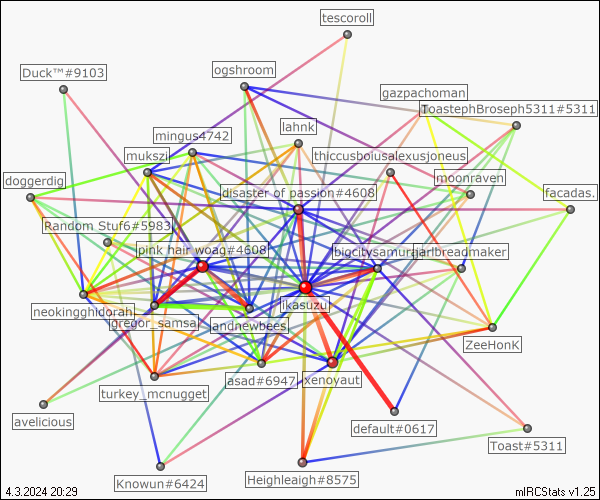 tescoroll
Duck™#9103
ogshroom
gazpachoman
ToastephBroseph5311#5311
mingus4742
lahnk
mukszi
thiccusboiusalexusjoneus
doggerdig
disaster of passion#4608
moonraven
facadas.
Random Stuf6#5983
pink hair woag#4608
bigcitysamurai
garlbreadmaker
neokingghidorah
gregor_samsa
landnewbees
ikasuzu
ZeeHonK
turkey_mcnugget
asad#6947
xenoyaut
avelicious
default#0617
Toast#5311
Knowun#6424
Heighleaigh#8575
4.3.2024 20:29
mIRCStats v1.25